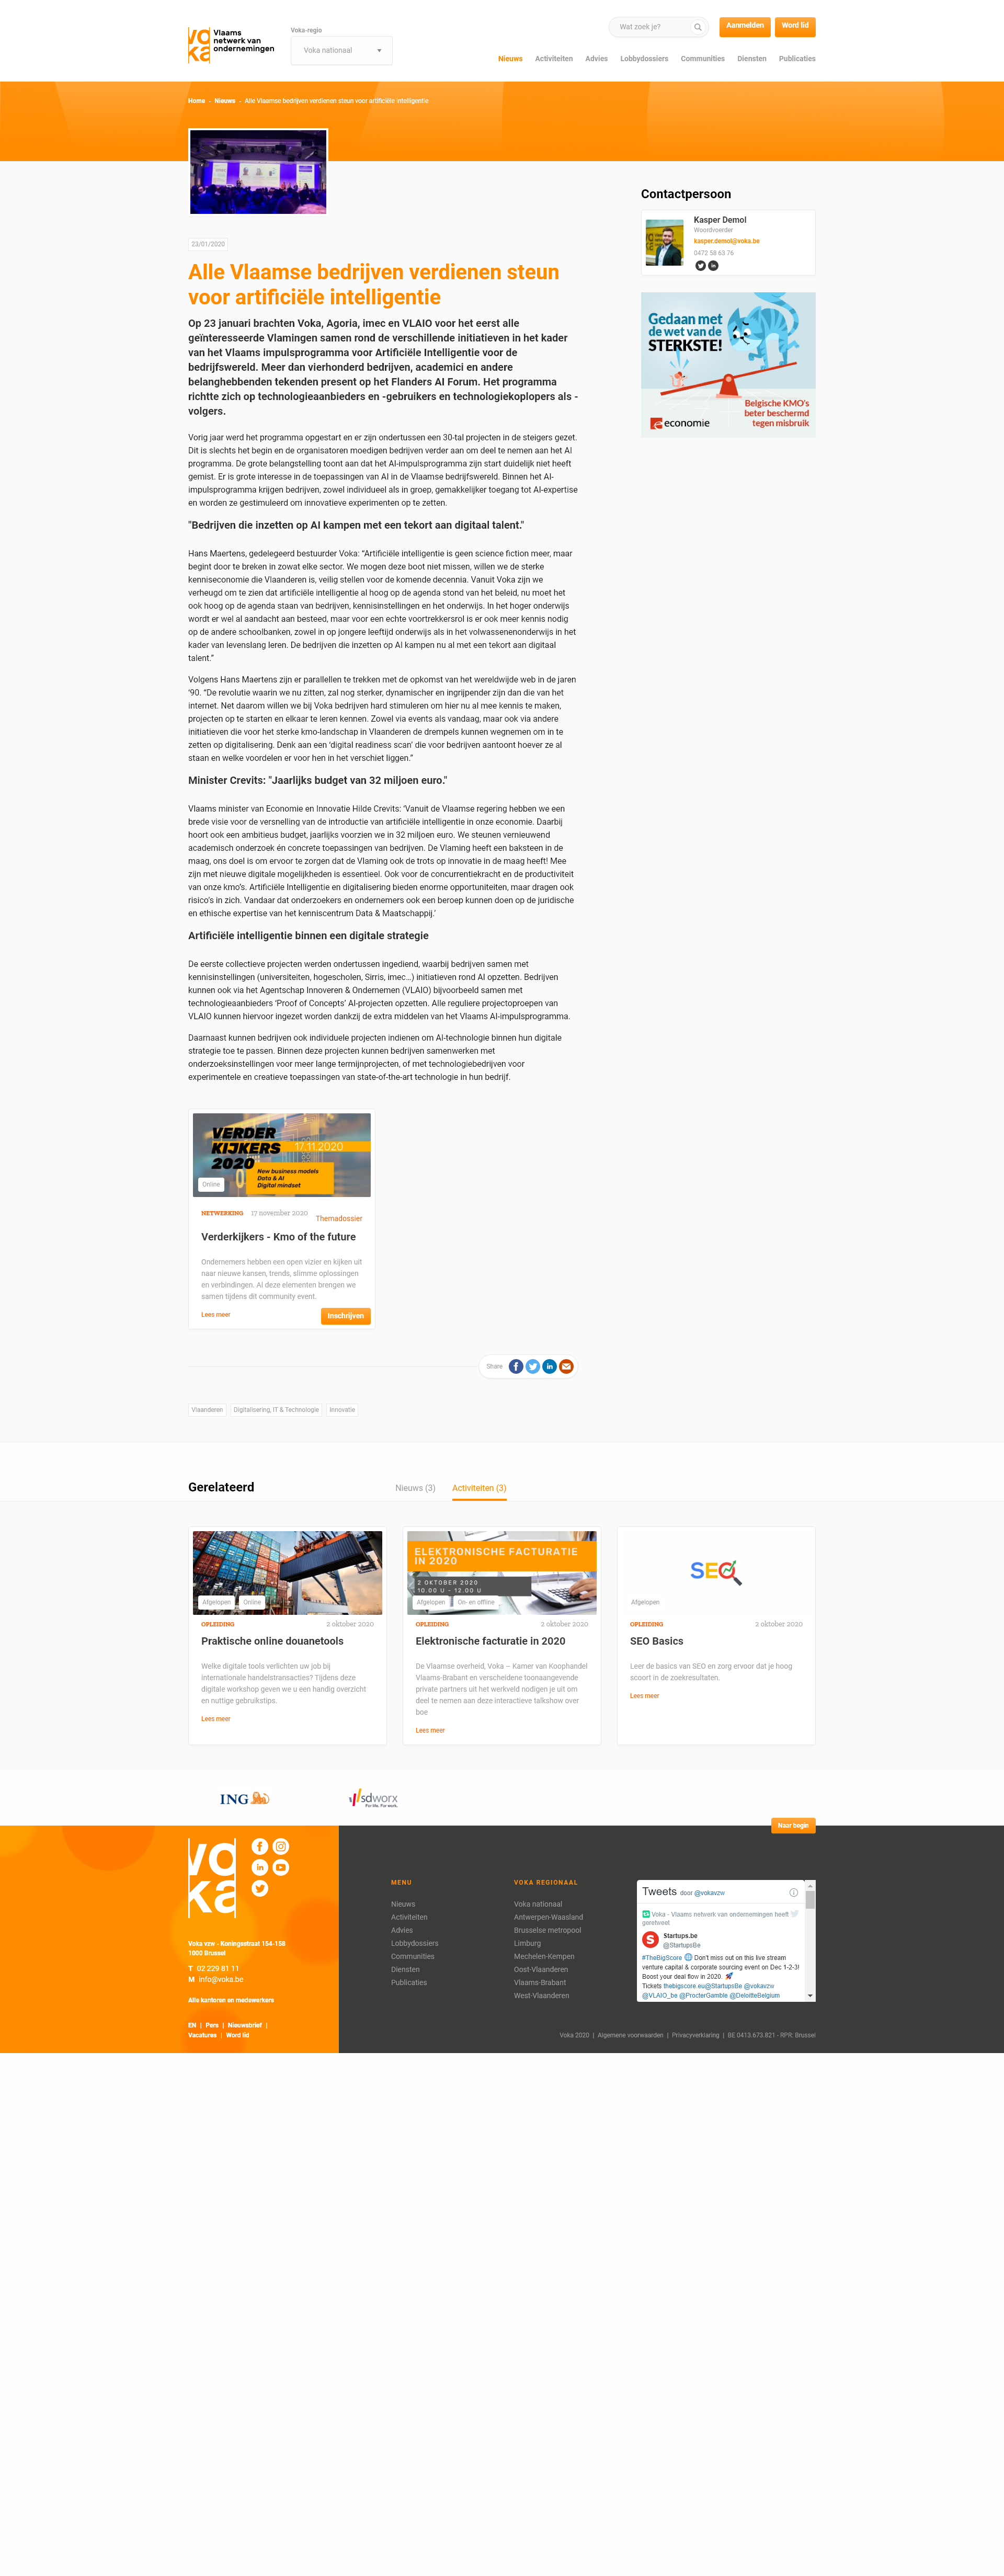 voka
Vlaams
netwerk van
ondernemingen
Voka-regio
Voka nationaal
Wat zoek je?
Aanmelden
Word lid
Nieuws
Activiteiten
Advies
Lobbydossiers
Communities
Diensten
Publicaties
Home - Nieuws - Alle Vlaamse bedrijven verdienen steun voor artificiële intelligentie
23/01/2020
Alle Vlaamse bedrijven verdienen steun
voor artificiële intelligentie
Op 23 januari brachten Voka, Agoria, imec en VLAIO voor het eerst alle
geïnteresseerde Vlamingen samen rond de verschillende initiatieven in het kader
van het Vlaams impulsprogramma voor Artificiële Intelligentie voor de
bedrijfswereld. Meer dan vierhonderd bedrijven, academici en andere
belanghebbenden tekenden present op het Flanders AI Forum. Het programma
richtte zich op technologieaanbieders en -gebruikers en technologiekoplopers als -
volgers.
Vorig jaar werd het programma opgestart en er zijn ondertussen een 30-tal projecten in de steigers gezet.
Dit is slechts het begin en de organisatoren moedigen bedrijven verder aan om deel te nemen aan het AI
programma. De grote belangstelling toont aan dat het AI-impulsprogramma zijn start duidelijk niet heeft
gemist. Er is grote interesse in de toepassingen van AI in de Vlaamse bedrijfswereld. Binnen het AI-
impulsprogramma krijgen bedrijven, zowel individueel als in groep, gemakkelijker toegang tot AI-expertise
en worden ze gestimuleerd om innovatieve experimenten op te zetten.
"Bedrijven die inzetten op AI kampen met een tekort aan digitaal talent."
Hans Maertens, gedelegeerd bestuurder Voka: “Artificiële intelligentie is geen science fiction meer, maar
begint door te breken in zowat elke sector. We mogen deze boot niet missen, willen we de sterke
kenniseconomie die Vlaanderen is, veilig stellen voor de komende decennia. Vanuit Voka zijn we
verheugd om te zien dat artificiële intelligentie al hoog op de agenda stond van het beleid, nu moet het
ook hoog op de agenda staan van bedrijven, kennisinstellingen en het onderwijs. In het hoger onderwijs
wordt er wel al aandacht aan besteed, maar voor een echte voortrekkersrol is er ook meer kennis nodig
op de andere schoolbanken, zowel in op jongere leeftijd onderwijs als in het volwassenenonderwijs in het
kader van levenslang leren. De bedrijven die inzetten op AI kampen nu al met een tekort aan digitaal
talent.”
Volgens Hans Maertens zijn er parallellen te trekken met de opkomst van het wereldwijde web in de jaren
’90. “De revolutie waarin we nu zitten, zal nog sterker, dynamischer en ingrijpender zijn dan die van het
internet. Net daarom willen we bij Voka bedrijven hard stimuleren om hier nu al mee kennis te maken,
projecten op te starten en elkaar te leren kennen. Zowel via events als vandaag, maar ook via andere
initiatieven die voor het sterke kmo-landschap in Vlaanderen de drempels kunnen wegnemen om in te
zetten op digitalisering. Denk aan een ‘digital readiness scan’ die voor bedrijven aantoont hoever ze al
staan en welke voordelen er voor hen in het verschiet liggen.”
Minister Crevits: "Jaarlijks budget van 32 miljoen euro."
Vlaams minister van Economie en Innovatie Hilde Crevits: ‘Vanuit de Vlaamse regering hebben we een
brede visie voor de versnelling van de introductie van artificiële intelligentie in onze economie. Daarbij
hoort ook een ambitieus budget, jaarlijks voorzien we in 32 miljoen euro. We steunen vernieuwend
academisch onderzoek én concrete toepassingen van bedrijven. De Vlaming heeft een baksteen in de
maag, ons doel is om ervoor te zorgen dat de Vlaming ook de trots op innovatie in de maag heeft! Mee
zijn met nieuwe digitale mogelijkheden is essentieel. Ook voor de concurrentiekracht en de productiviteit
van onze kmo’s. Artificiële Intelligentie en digitalisering bieden enorme opportuniteiten, maar dragen ook
risico’s in zich. Vandaar dat onderzoekers en ondernemers ook een beroep kunnen doen op de juridische
en ethische expertise van het kenniscentrum Data & Maatschappij.’
Artificiële intelligentie binnen een digitale strategie
De eerste collectieve projecten werden ondertussen ingediend, waarbij bedrijven samen met
kennisinstellingen (universiteiten, hogescholen, Sirris, imec…) initiatieven rond AI opzetten. Bedrijven
kunnen ook via het Agentschap Innoveren & Ondernemen (VLAIO) bijvoorbeeld samen met
technologieaanbieders ‘Proof of Concepts’ AI-projecten opzetten. Alle reguliere projectoproepen van
VLAIO kunnen hiervoor ingezet worden dankzij de extra middelen van het Vlaams AI-impulsprogramma.
Daarnaast kunnen bedrijven ook individuele projecten indienen om AI-technologie binnen hun digitale
strategie toe te passen. Binnen deze projecten kunnen bedrijven samenwerken met
onderzoeksinstellingen voor meer lange termijnprojecten, of met technologiebedrijven voor
experimentele en creatieve toepassingen van state-of-the-art technologie in hun bedrijf.
Contactpersoon
Kasper Demol
Woordvoerder
kasper.demol@voka.be
0472 58 63 76
Gedaan met
de wet van de
STERKSTE!
Belgische KMO's
beter beschermd
tegen misbruik
economie
VERDER
KIJKERS
2020
17.11.2020
New business models
Data & AI
Digital mindset
Online
NETWERKING
17 november 2020
Themadossier
Verderkijkers - Kmo of the future
Ondernemers hebben een open vizier en kijken uit
naar nieuwe kansen, trends, slimme oplossingen
en verbindingen. Al deze elementen brengen we
samen tijdens dit community event.
Lees meer
Inschrijven
Share
Vlaanderen
Digitalisering, IT & Technologie
Innovatie
Gerelateerd
Nieuws (3)
Activiteiten (3)
Afgelopen
Online
OPLEIDING
2 oktober 2020
Praktische online douanetools
Welke digitale tools verlichten uw job bij
internationale handelstransacties? Tijdens deze
digitale workshop geven we u een handig overzicht
en nuttige gebruikstips.
Lees meer
ELEKTRONISCHE FACTURATIE
IN 2020
2 OKTOBER 2020
10.00 U - 12.00 U
Afgelopen
On- en offline
OPLEIDING
2 oktober 2020
Elektronische facturatie in 2020
De Vlaamse overheid, Voka – Kamer van Koophandel
Vlaams-Brabant en verscheidene toonaangevende
private partners uit het werkveld nodigen je uit om
deel te nemen aan deze interactieve talkshow over
boe
Lees meer
SEO
Afgelopen
OPLEIDING
2 oktober 2020
SEO Basics
Leer de basics van SEO en zorg ervoor dat je hoog
scoort in de zoekresultaten.
Lees meer
ING
sdworx
For life. For work.
Naar begin
voka
Voka vzw - Koningsstraat 154-158
1000 Brussel
T 02 229 81 11
M info@voka.be
Alle kantoren en medewerkers
EN | Pers | Nieuwsbrief |
Vacatures | Word lid
MENU
Nieuws
Activiteiten
Advies
Lobbydossiers
Communities
Diensten
Publicaties
VOKA REGIONAAL
Voka nationaal
Antwerpen-Waasland
Brusselse metropool
Limburg
Mechelen-Kempen
Oost-Vlaanderen
Vlaams-Brabant
West-Vlaanderen
Tweets door @vokavzw
Voka - Vlaams netwerk van ondernemingen heeft
geretweet
Startups.be
@StartupsBe
#TheBigScore Don't miss out on this live stream
venture capital & corporate sourcing event on Dec 1-2-3!
Boost your deal flow in 2020
Tickets thebigscore.eu@StartupsBe @vokavzw
@VLAIO_be @ProcterGamble @DeloitteBelgium
Voka 2020 | Algemene voorwaarden | Privacyverklaring | BE 0413.673.821 - RPR: Brussel